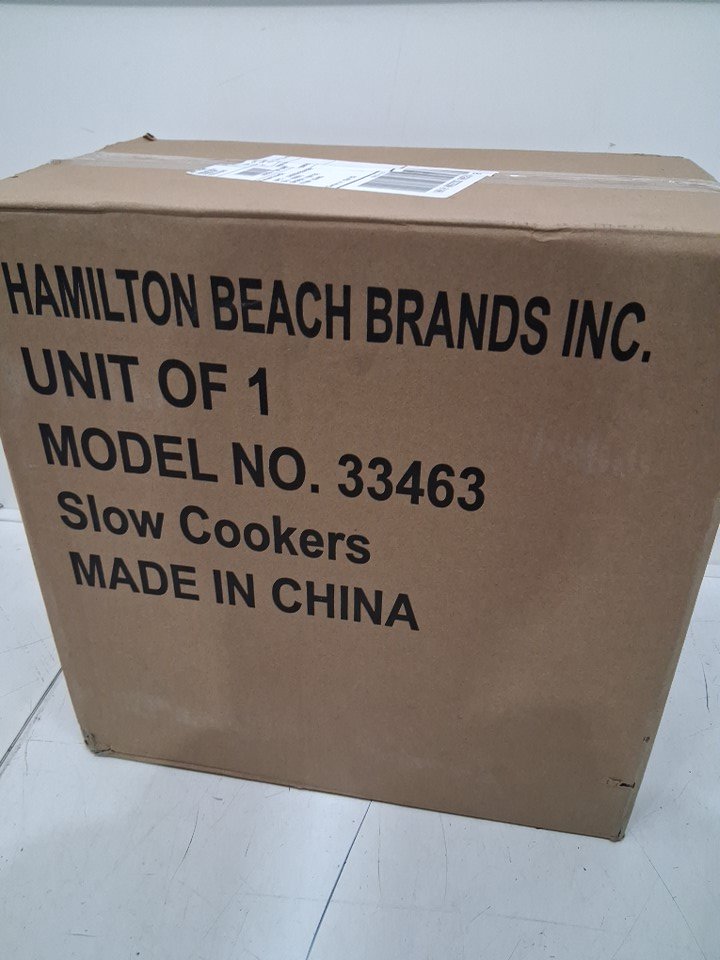 HAMILTON BEACH BRANDS INC.
UNIT OF 1
MODEL NO. 33463
Slow Cookers
MADE IN CHINA